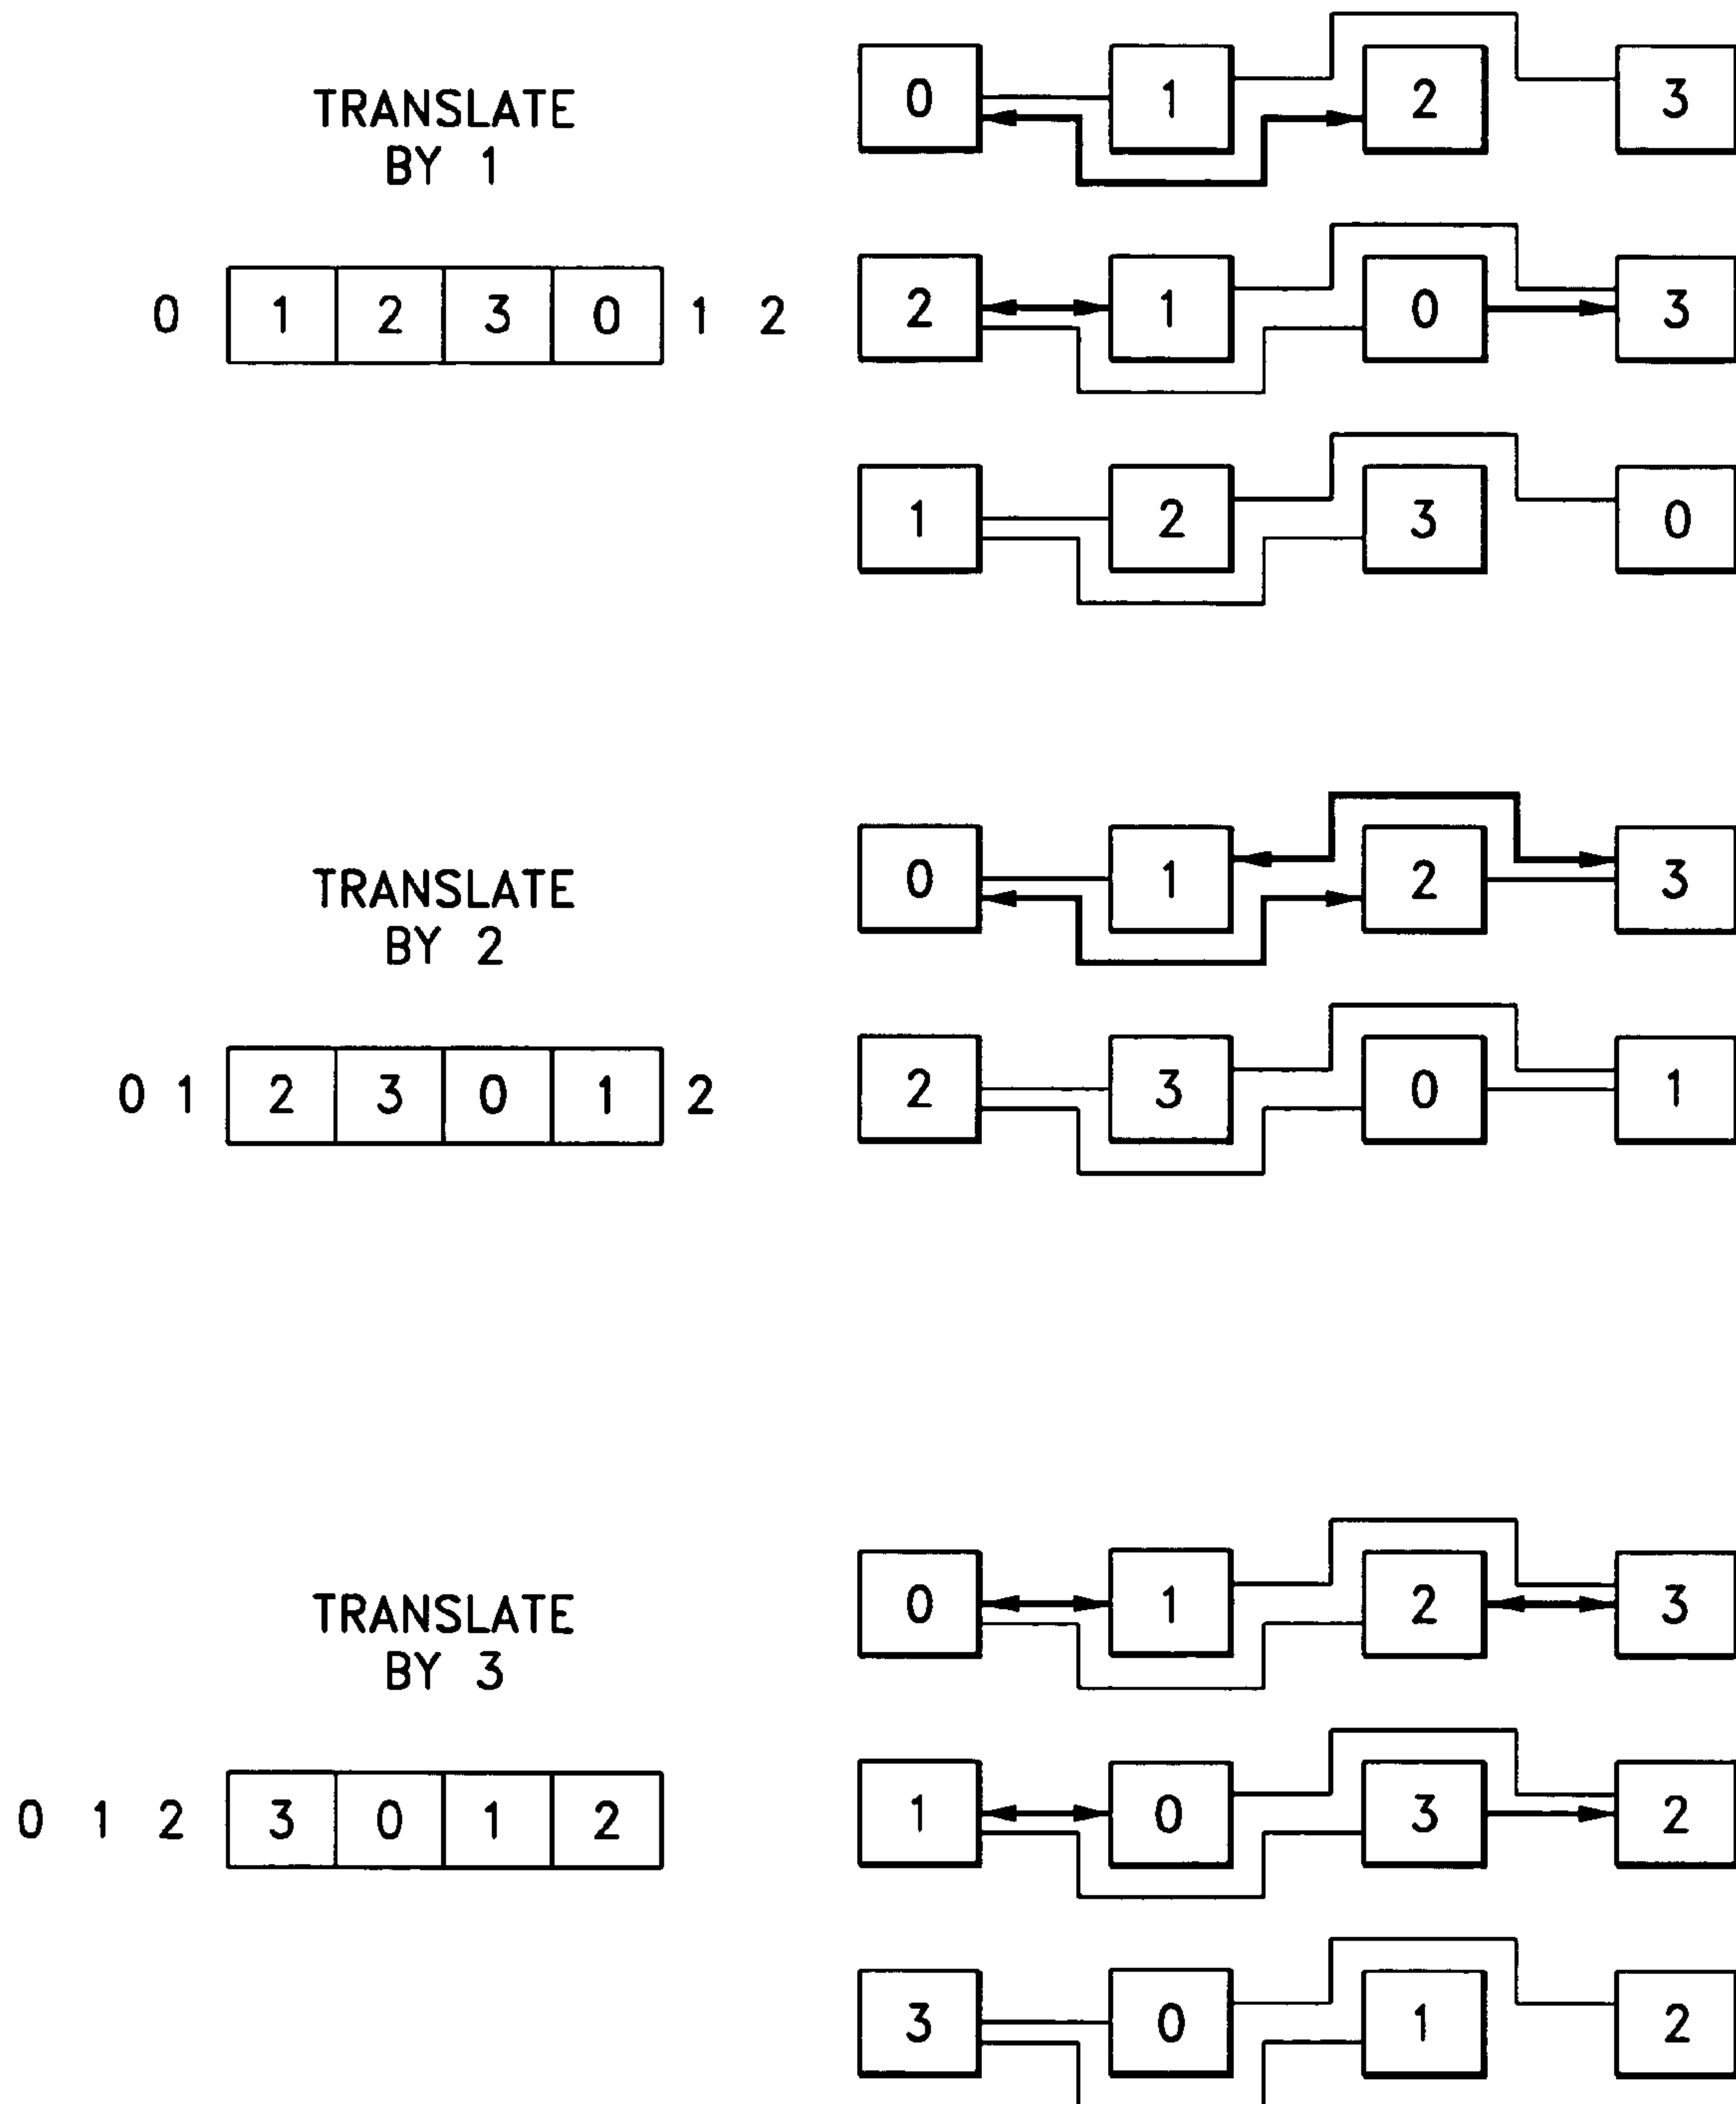 0 1 2 3
TRANSLATE
BY 1
0 1 2 3 0 1 2
2 1 0 3
1 2 3 0
0 1 2 3
TRANSLATE
BY 2
0 1 2 3 0 1 2
2 3 0 1
0 1 2 3
TRANSLATE
BY 3
0 1 2 3 0 1 2
1 0 3 2
3 0 1 2